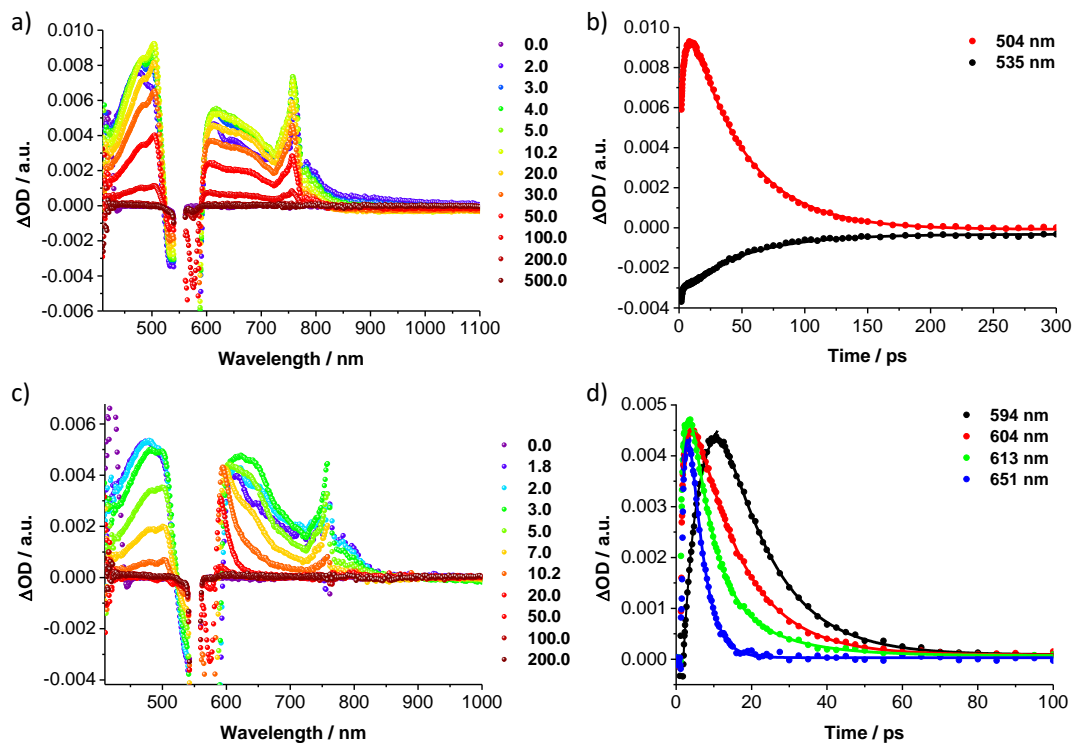 a)
ΔOD / a.u.
0.010
0.008
0.006
0.004
0.002
0.000
-0.002
-0.004
-0.006
500 600 700 800 900 1000 1100
Wavelength / nm
0.0
2.0
3.0
4.0
5.0
10.2
20.0
30.0
50.0
100.0
200.0
500.0
b)
ΔOD / a.u.
0.010
0.008
0.006
0.004
0.002
0.000
-0.002
-0.004
0 50 100 150 200 250 300
Time / ps
504 nm
535 nm
c)
ΔOD / a.u.
0.006
0.004
0.002
0.000
-0.002
-0.004
500 600 700 800 900 1000
Wavelength / nm
0.0
1.8
2.0
3.0
5.0
7.0
10.2
20.0
50.0
100.0
200.0
d)
ΔOD / a.u.
0.005
0.004
0.003
0.002
0.001
0.000
0 20 40 60 80 100
Time / ps
594 nm
604 nm
613 nm
651 nm